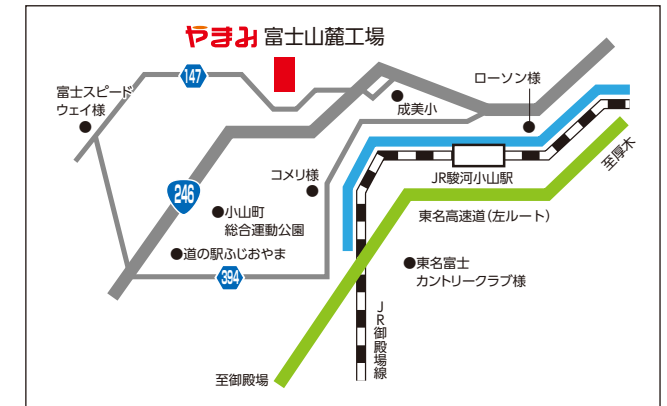 やまみ 富士山麓工場
147
富士スピード
ウェイ様
ローソン様
成美小
至厚木
コメリ様
JR駿河小山駅
246
小山町
総合運動公園
東名高速道(左ルート)
道の駅ふじおやま
394
東名富士
カントリークラブ様
JR御殿場線
至御殿場